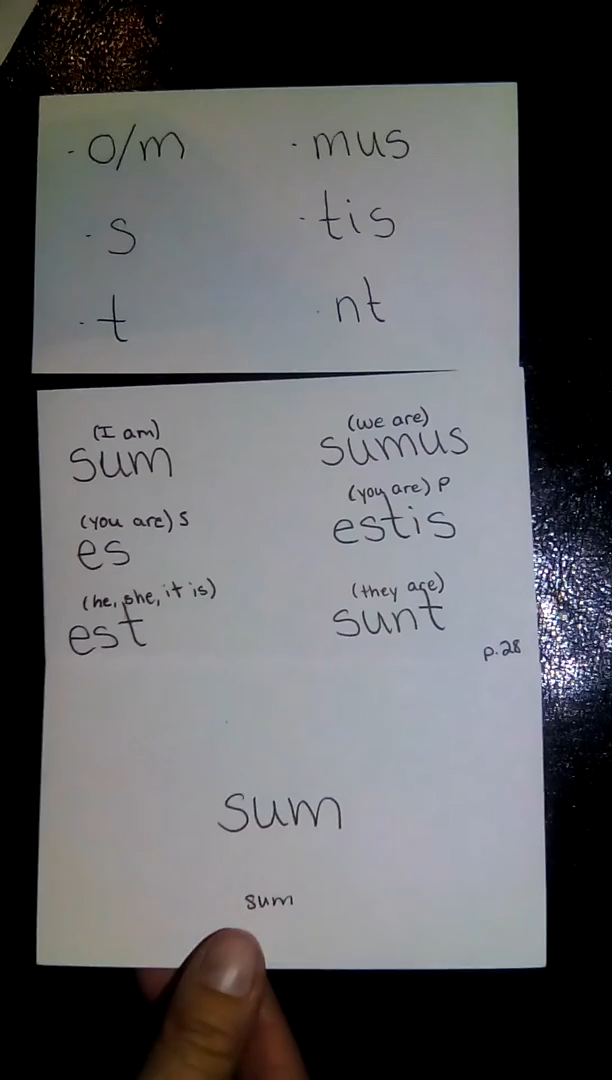 -o/m -mus
-s -tis
-t -nt
(I am) (we are)
sum sumus
(you are) s (you are) p
es estis
(he, she, it is) (they are)
est sunt
p.28
sum
sum